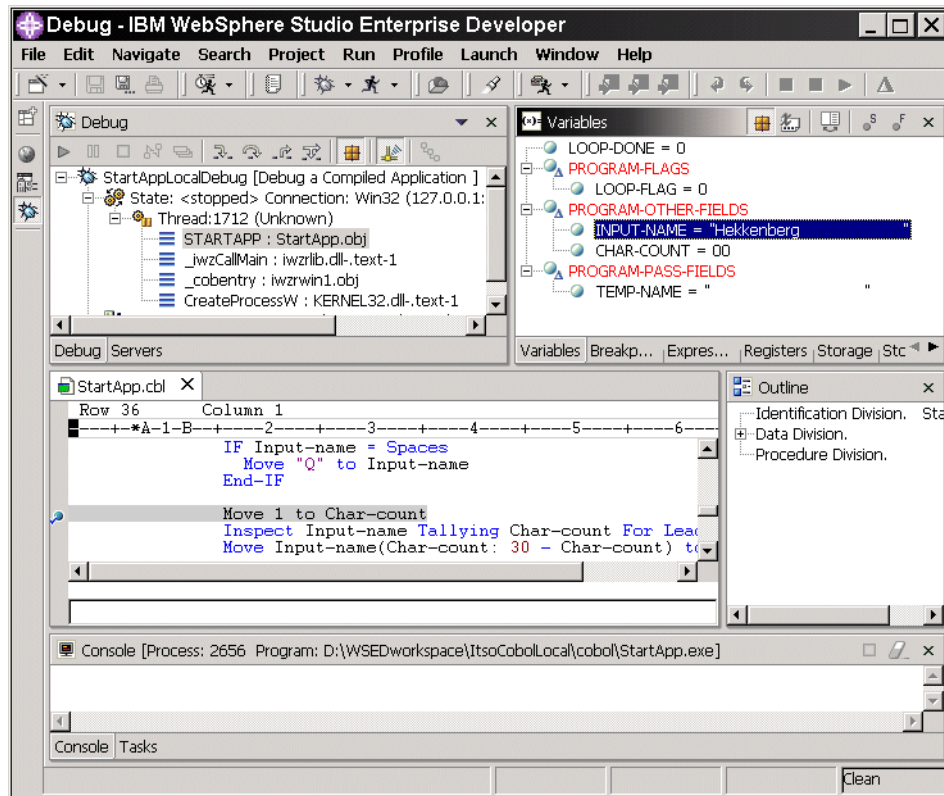 Debug - IBM WebSphere Studio Enterprise Developer
File Edit Navigate Search Project Run Profile Launch Window Help
Debug
StartAppLocalDebug [Debug a Compiled Application ]
State: <stopped> Connection: Win32 (127.0.0.1:
Thread:1712 (Unknown)
STARTAPP : StartApp.obj
_iwzCallMain : iwzrlib.dll-.text-1
_cobentry : iwzrwin1.obj
CreateProcessW : KERNEL32.dll-.text-1
Debug Servers
(x)= Variables
LOOP-DONE = 0
PROGRAM-FLAGS
LOOP-FLAG = 0
PROGRAM-OTHER-FIELDS
INPUT-NAME = "Hekkenberg                    "
CHAR-COUNT = 00
PROGRAM-PASS-FIELDS
TEMP-NAME = "                              "
Variables Breakp... Expres... Registers Storage Stc
StartApp.cbl
Row 36 Column 1
----+-*A-1-B--+----2----+----3----+----4----+----5----+----6-
IF Input-name = Spaces
Move "Q" to Input-name
End-IF
Move 1 to Char-count
Inspect Input-name Tallying Char-count For Lea
Move Input-name(Char-count: 30 - Char-count) t
Outline
Identification Division. Sta
Data Division.
Procedure Division.
Console [Process: 2656 Program: D:\WSEDworkspace\ItsoCobolLocal\cobol\StartApp.exe]
Console Tasks
Clean